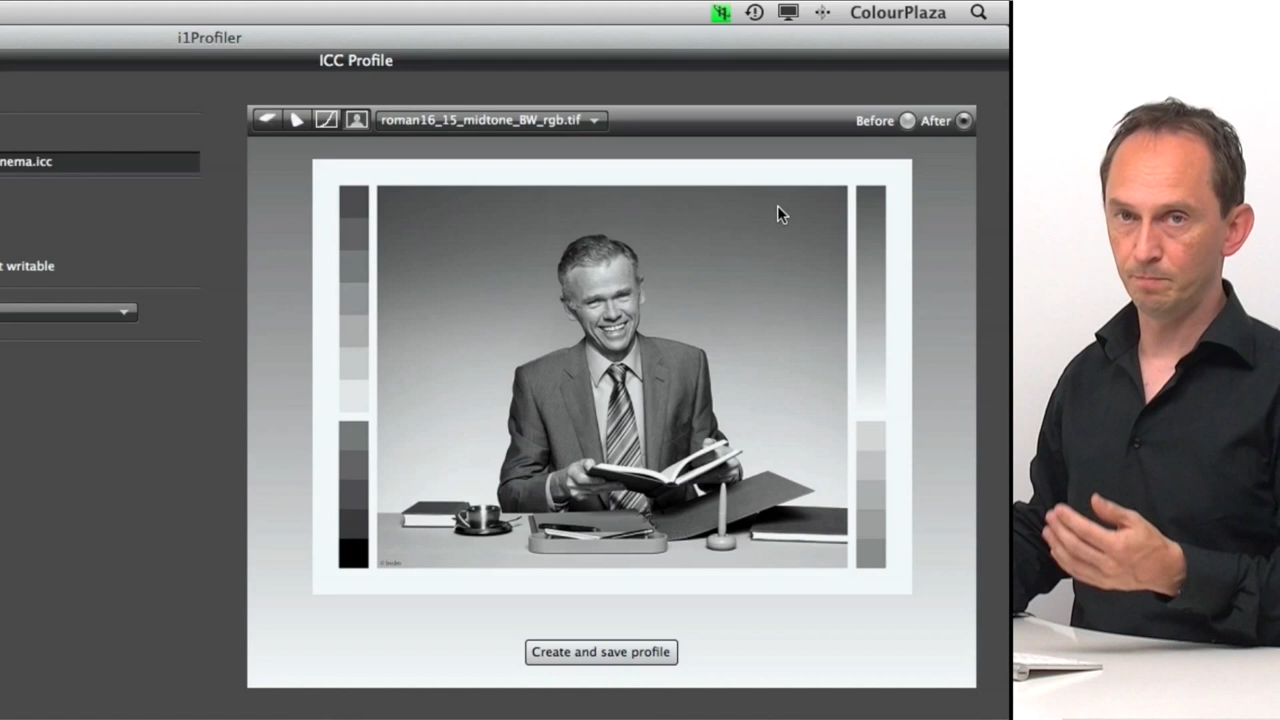 ColourPlaza
i1Profiler
ICC Profile
roman16_15_midtone_BW_rgb.tif
Before After
nema.icc
t writable
Create and save profile